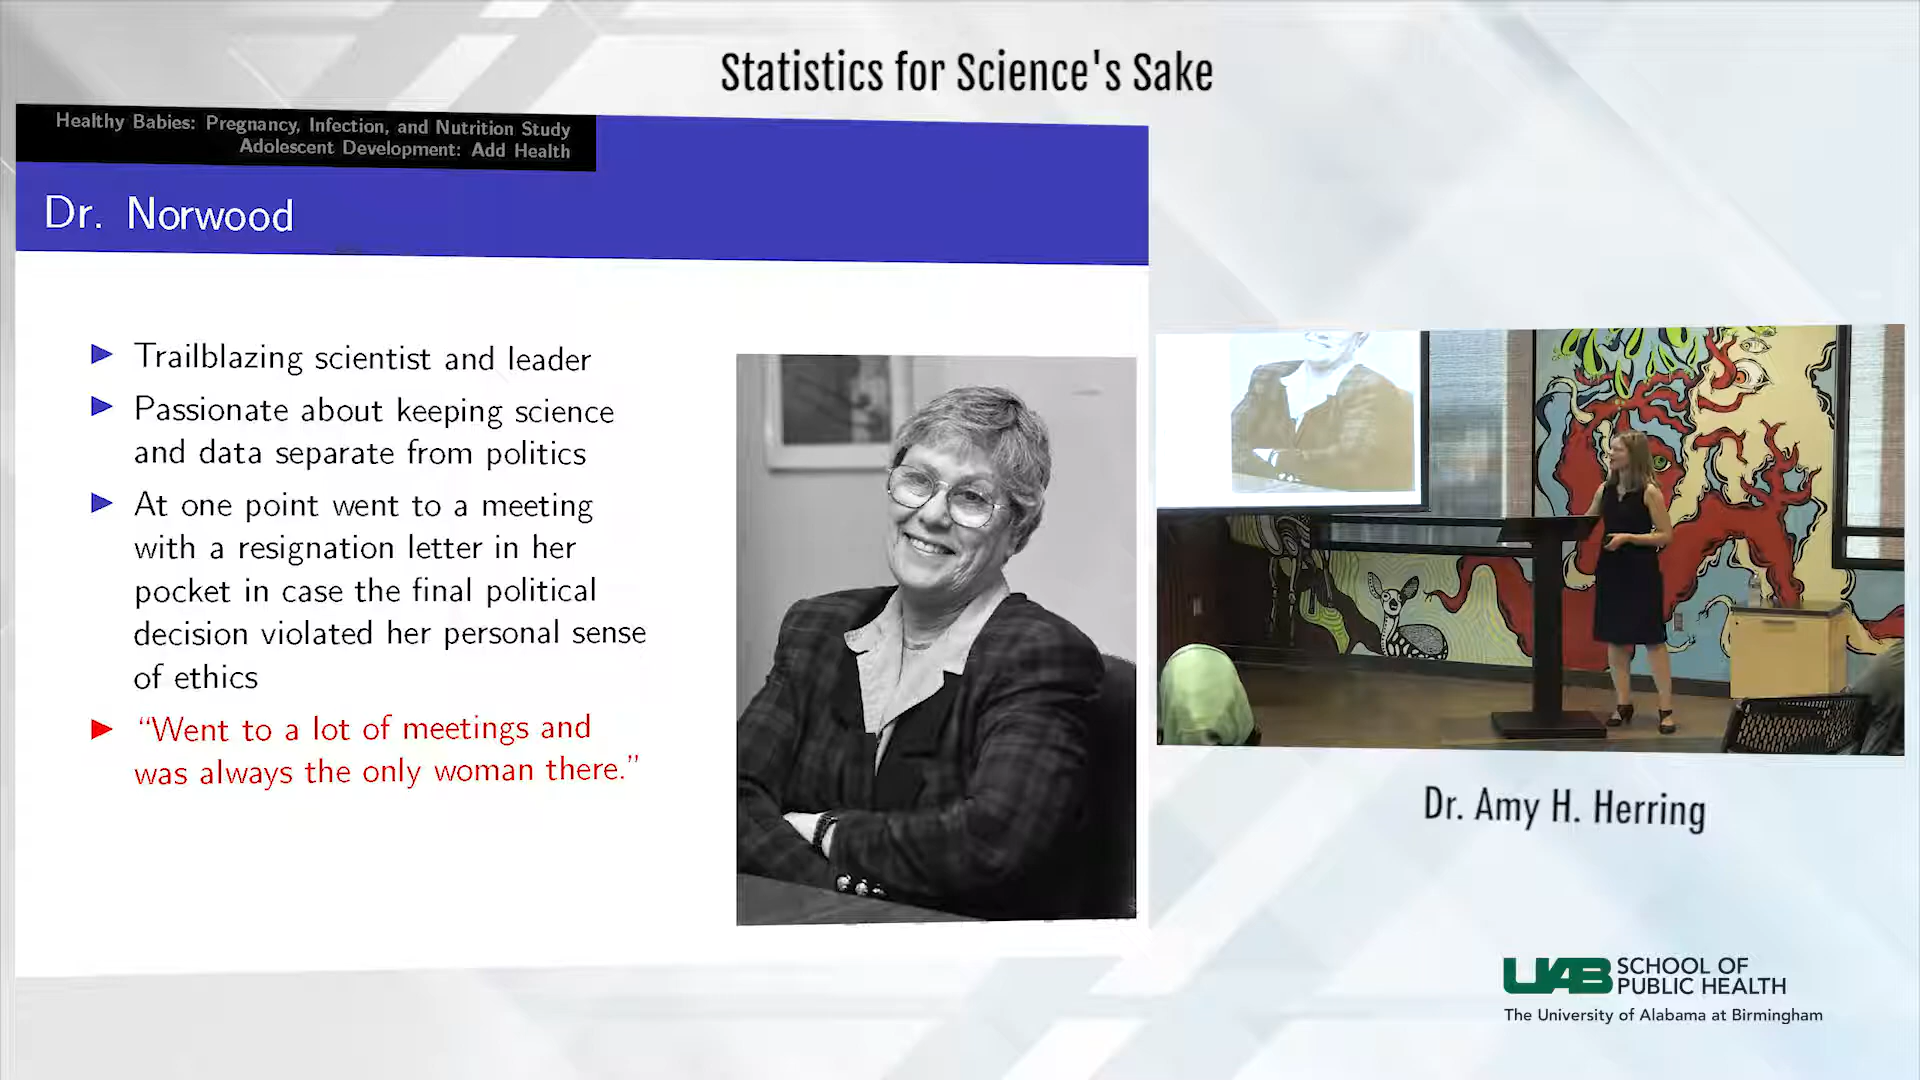 Statistics for Science's Sake
Healthy Babies: Pregnancy, Infection, and Nutrition Study
Adolescent Development: Add Health
Dr. Norwood
Trailblazing scientist and leader
Passionate about keeping science
and data separate from politics
At one point went to a meeting
with a resignation letter in her
pocket in case the final political
decision violated her personal sense
of ethics
“Went to a lot of meetings and
was always the only woman there.”
Dr. Amy H. Herring
UAB SCHOOL OF
PUBLIC HEALTH
The University of Alabama at Birmingham